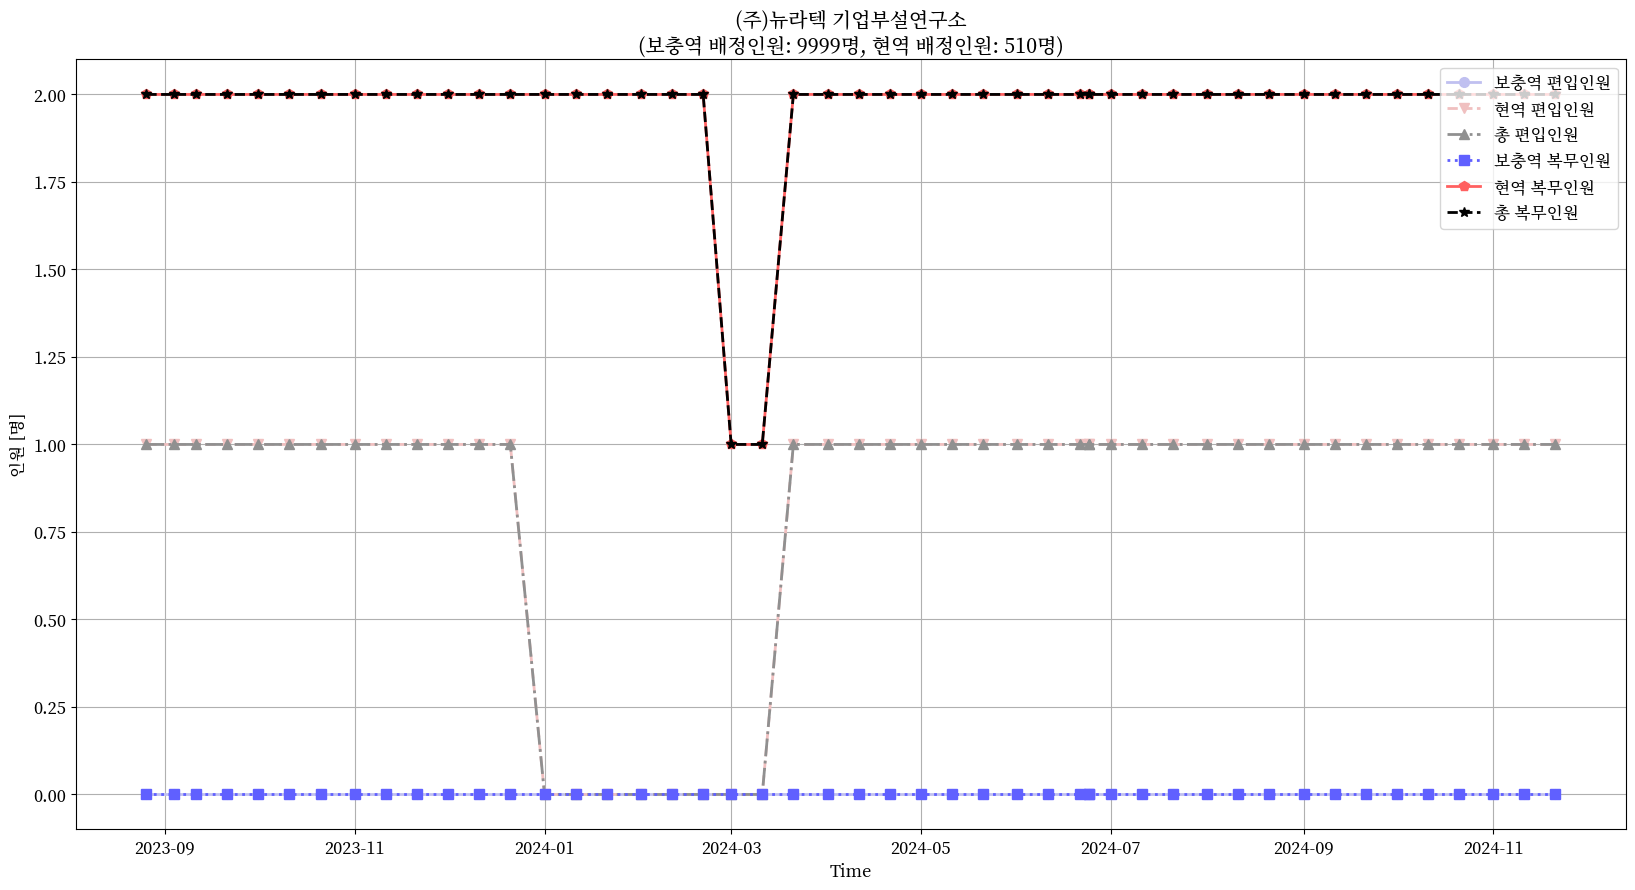 (주)뉴라텍 기업부설연구소
(보충역 배정인원: 9999명, 현역 배정인원: 510명)
보충역 편입인원
현역 편입인원
총 편입인원
보충역 복무인원
현역 복무인원
총 복무인원
인원 [명]
2.00
1.75
1.50
1.25
1.00
0.75
0.50
0.25
0.00
2023-09 2023-11 2024-01 2024-03 2024-05 2024-07 2024-09 2024-11
Time